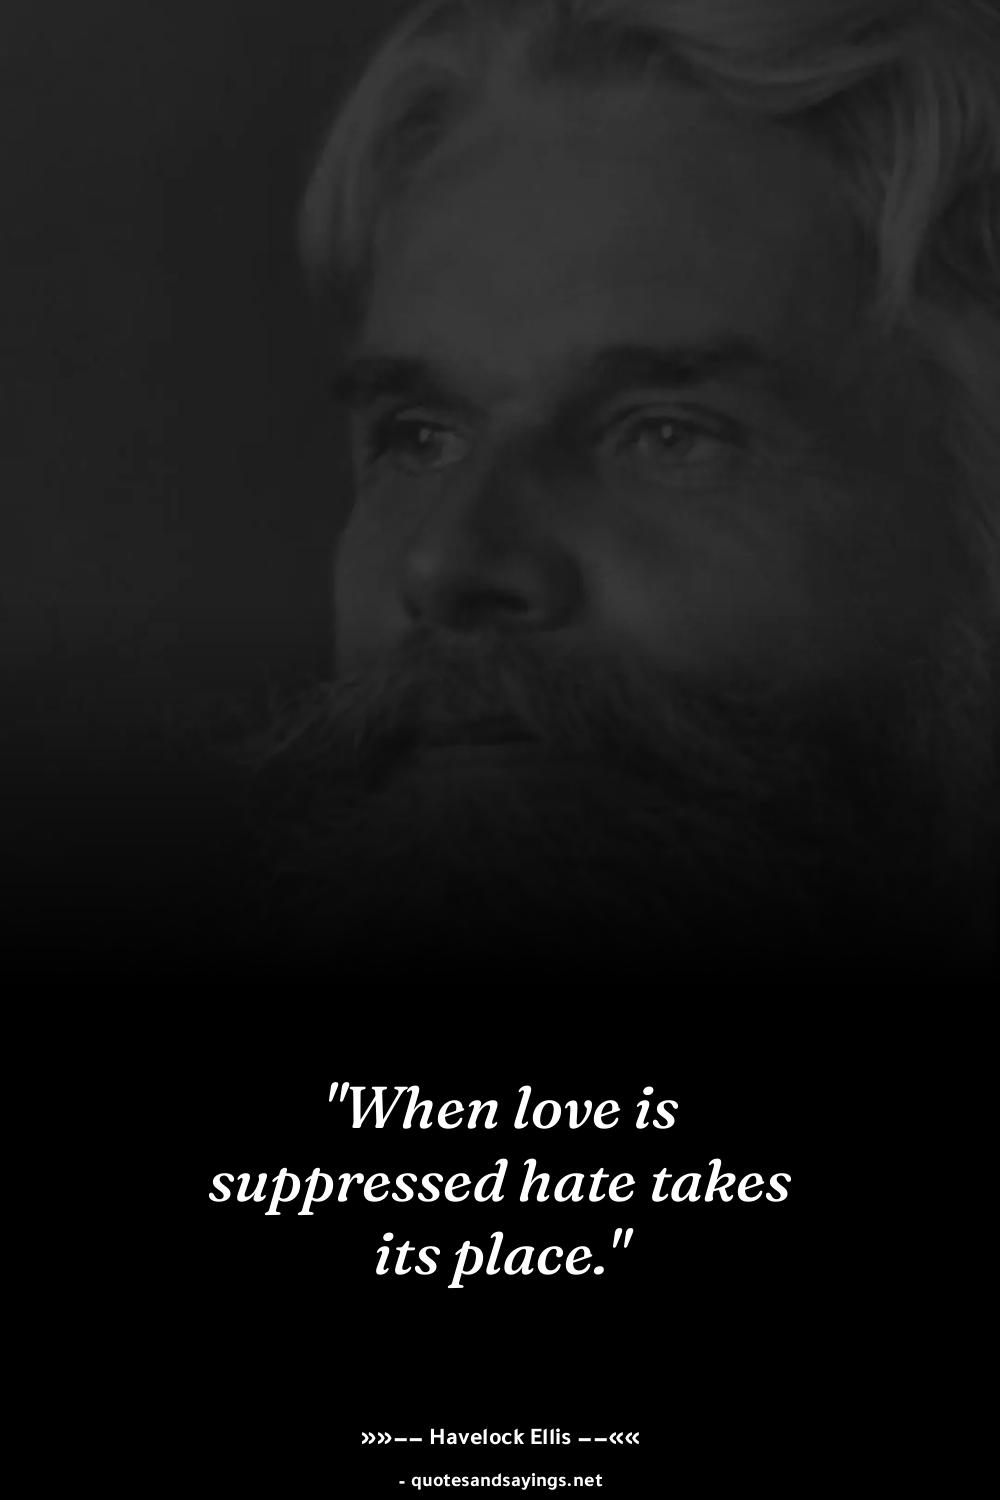 "When love is
suppressed hate takes
its place."
»»–– Havelock Ellis ––««
- quotesandsayings.net